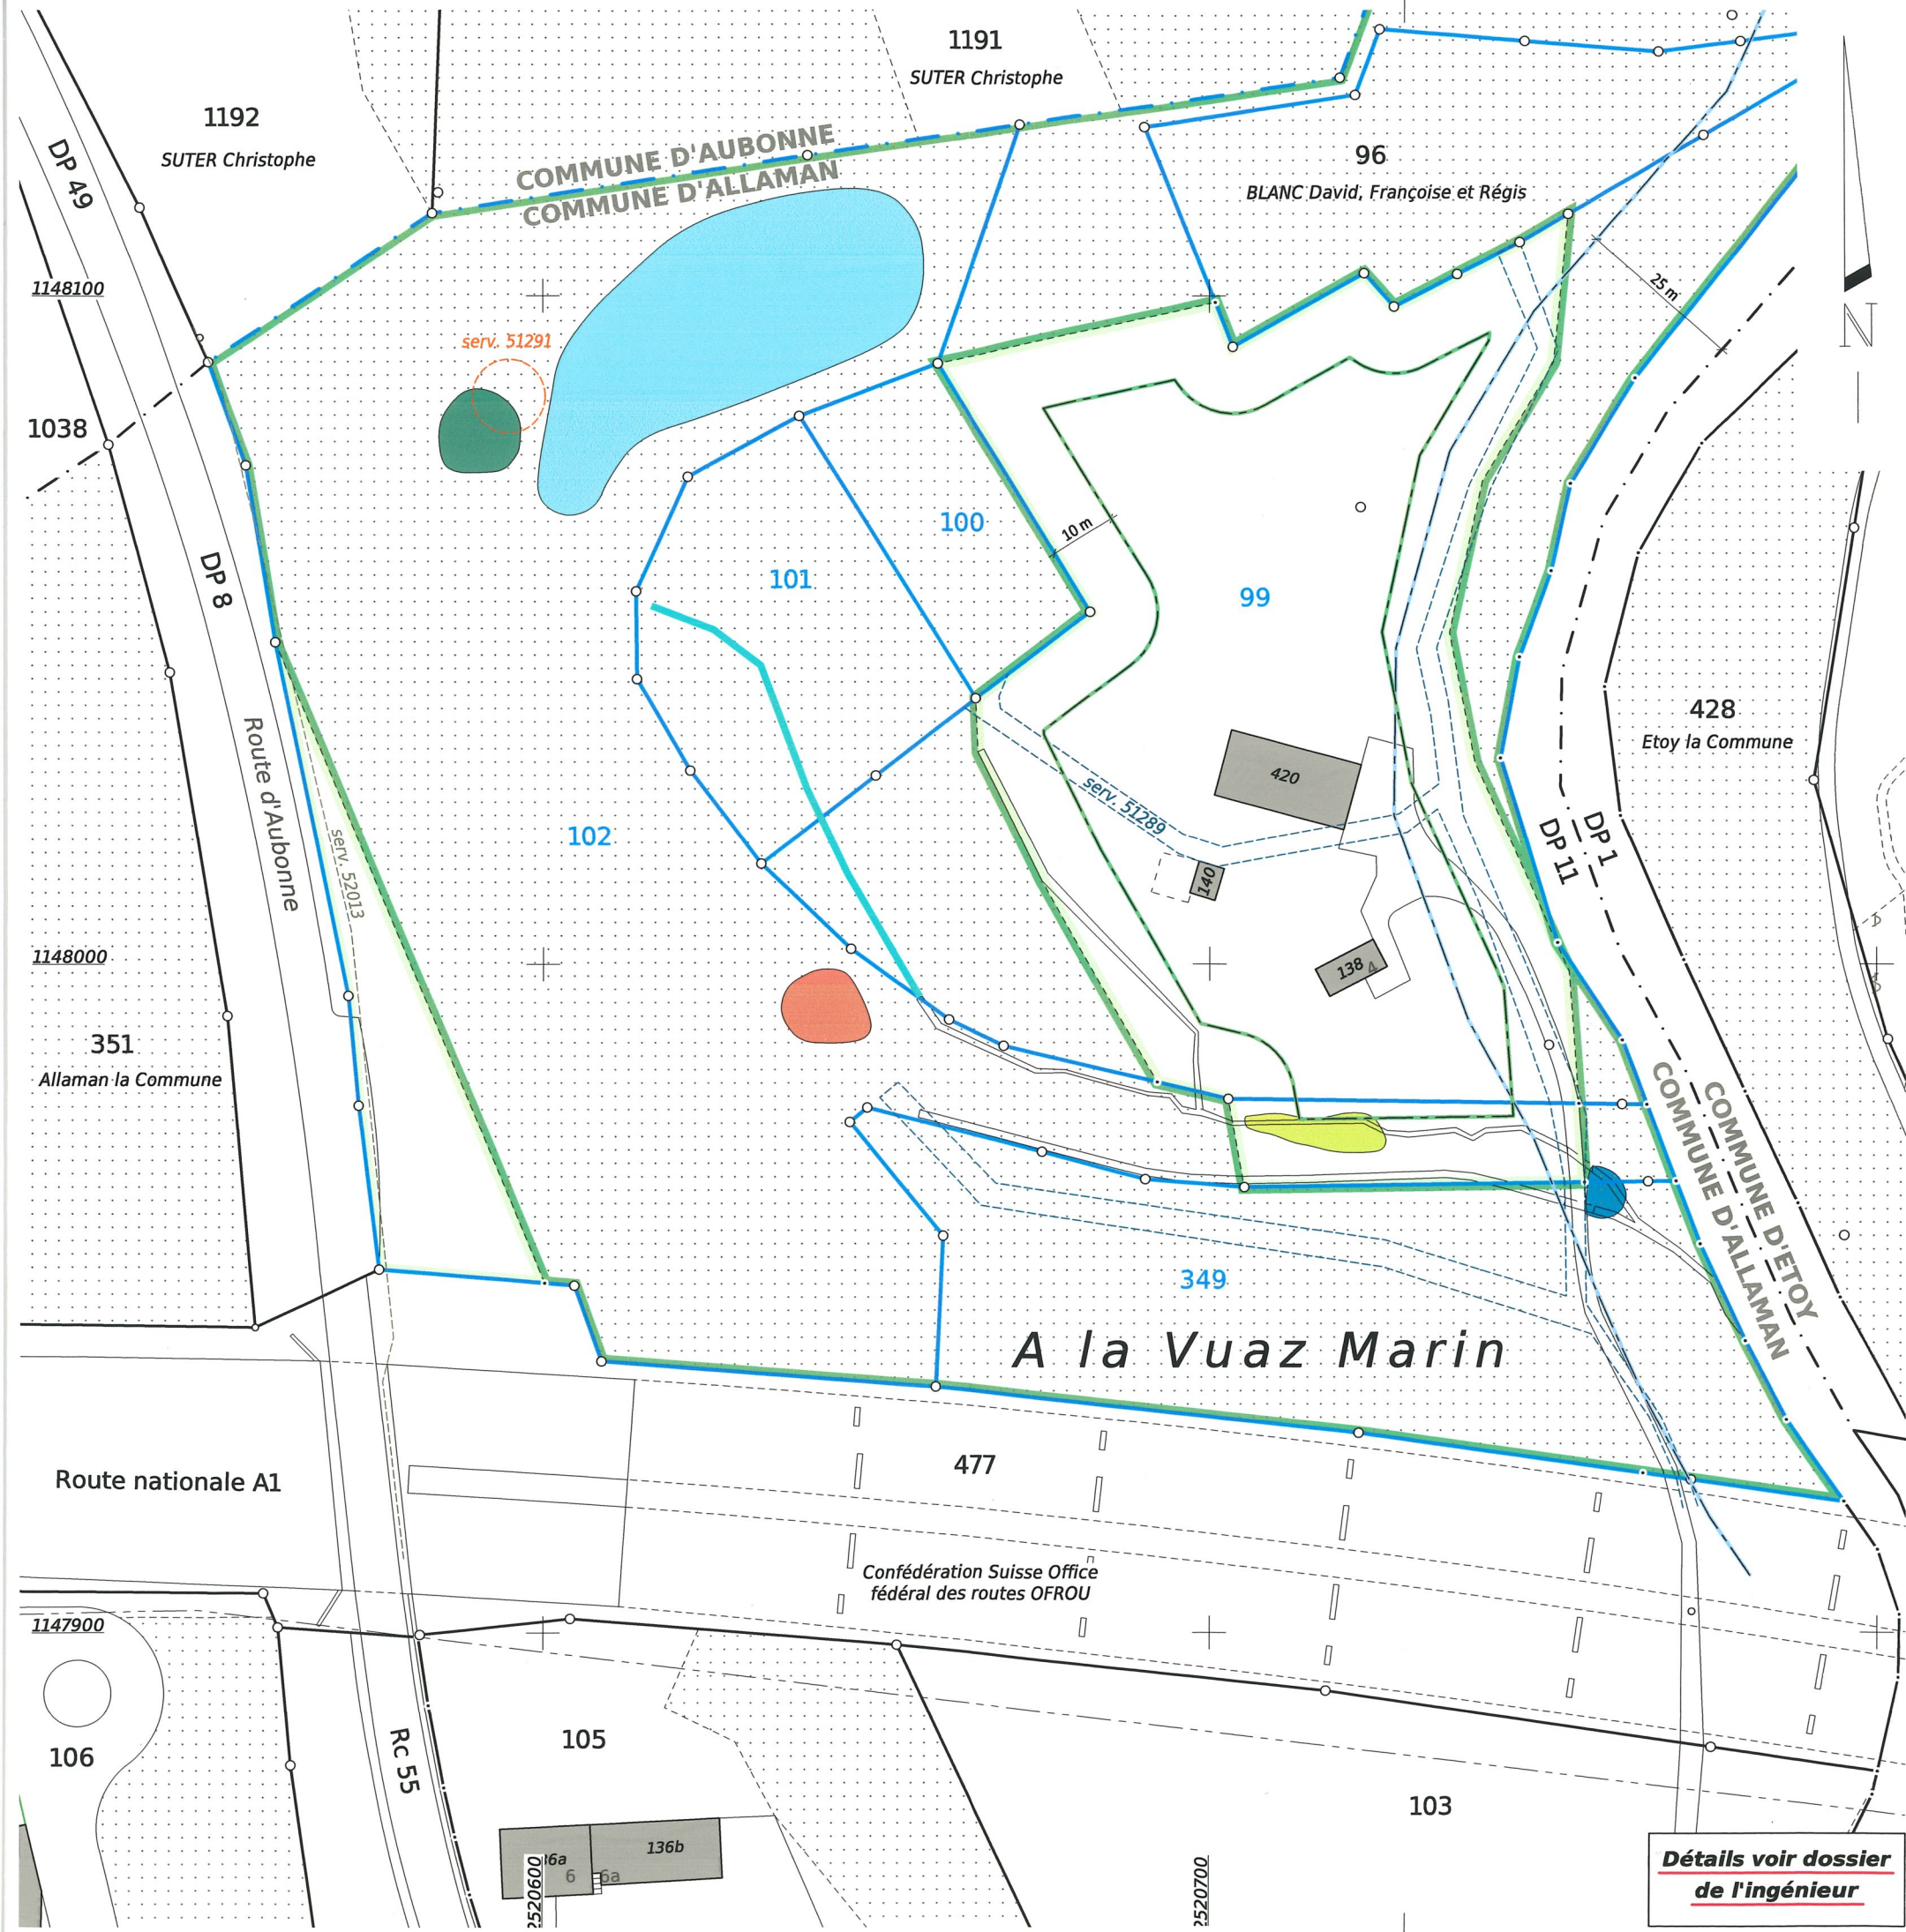 1191
SUTER Christophe
1192
SUTER Christophe
DP 49
COMMUNE D'AUBONNE
COMMUNE D'ALLAMAN
96
BLANC David, Françoise et Régis
25 m
N
1148100
serv. 51291
1038
100
10 m
101
99
DP 8
428
Etoy la Commune
Route d'Aubonne
420
serv. 51289
102
DP 1
DP 11
serv. 52013
140
1148000
138
4
351
Allaman la Commune
COMMUNE D'ETOY
COMMUNE D'ALLAMAN
349
A la Vuaz Marin
477
Route nationale A1
Confédération Suisse Office
fédéral des routes OFROU
1147900
105
106
Rc 55
103
136b
6
6a
2520600
2520700
Détails voir dossier
de l'ingénieur